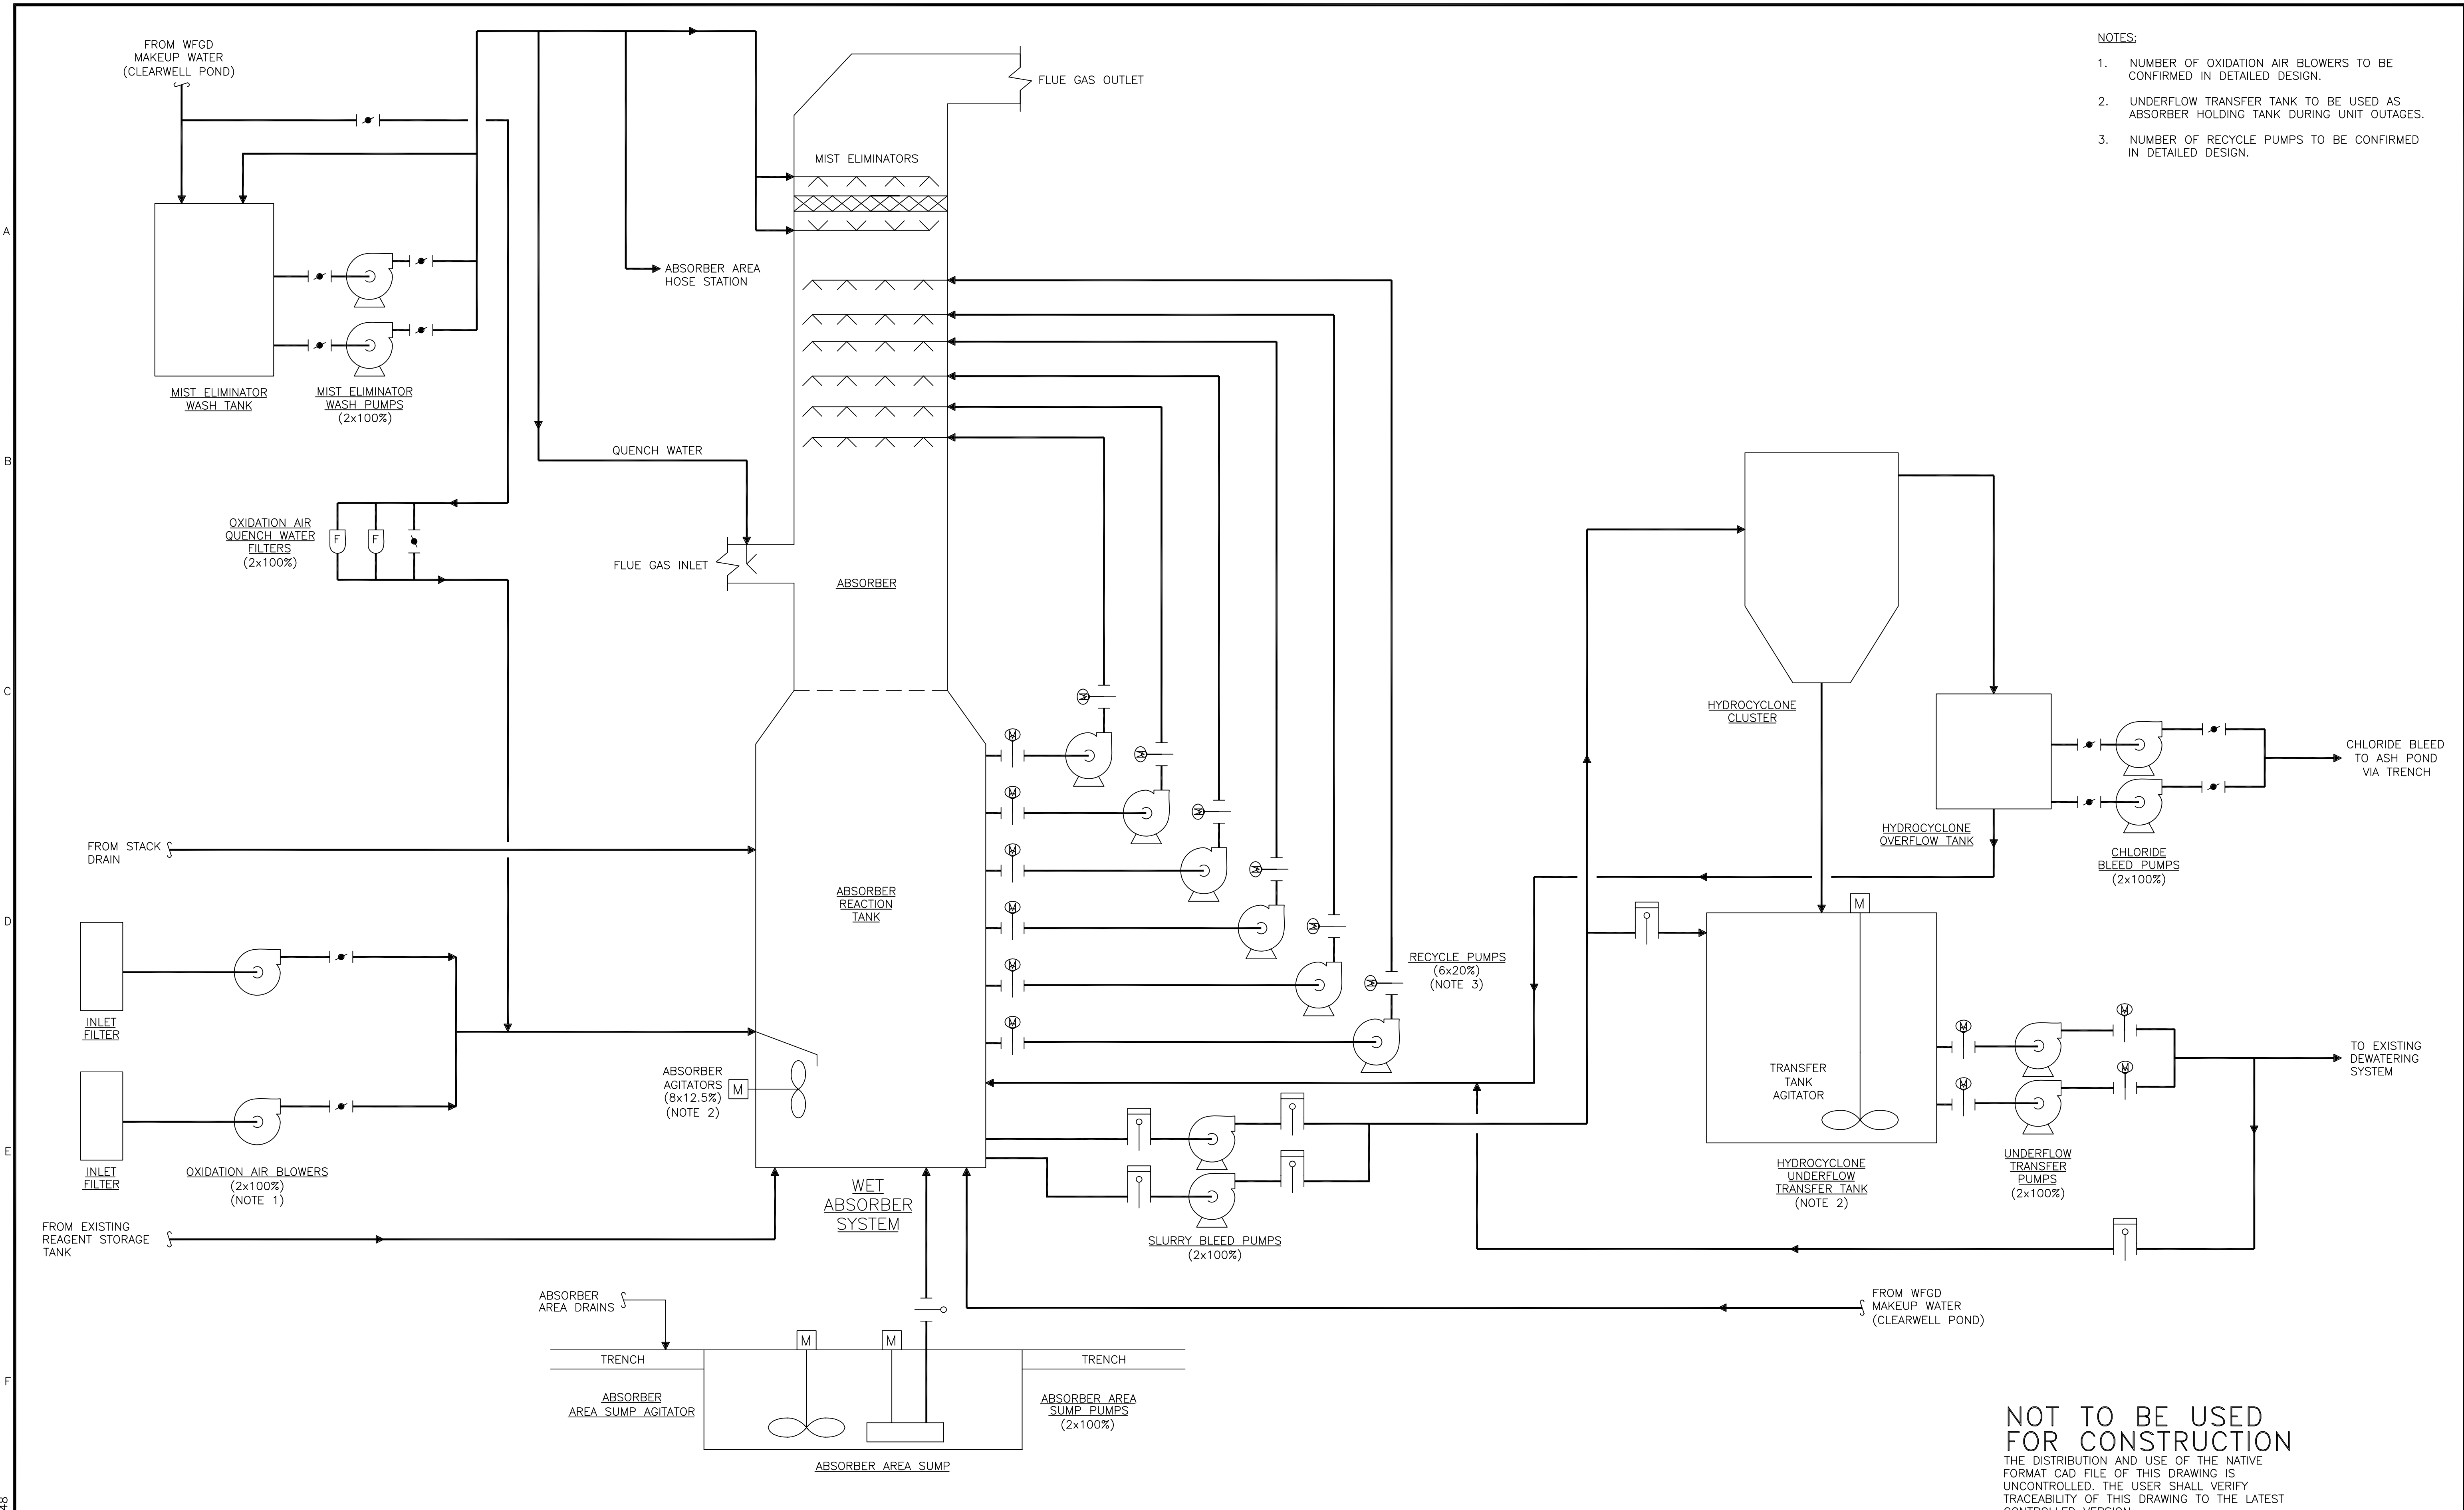 FROM WFGD
MAKEUP WATER
(CLEARWELL POND)
FLUE GAS OUTLET
NOTES:
1. NUMBER OF OXIDATION AIR BLOWERS TO BE
CONFIRMED IN DETAILED DESIGN.
2. UNDERFLOW TRANSFER TANK TO BE USED AS
ABSORBER HOLDING TANK DURING UNIT OUTAGES.
3. NUMBER OF RECYCLE PUMPS TO BE CONFIRMED
IN DETAILED DESIGN.
MIST ELIMINATORS
A
ABSORBER AREA
HOSE STATION
MIST ELIMINATOR
WASH TANK
MIST ELIMINATOR
WASH PUMPS
(2x100%)
B
QUENCH WATER
OXIDATION AIR
QUENCH WATER
FILTERS
(2x100%)
F
F
FLUE GAS INLET
ABSORBER
C
HYDROCYCLONE
CLUSTER
M
M
M
M
M
M
M
M
M
M
M
M
CHLORIDE BLEED
TO ASH POND
VIA TRENCH
HYDROCYCLONE
OVERFLOW TANK
CHLORIDE
BLEED PUMPS
(2x100%)
FROM STACK
DRAIN
ABSORBER
REACTION
TANK
D
M
RECYCLE PUMPS
(6x20%)
(NOTE 3)
INLET
FILTER
ABSORBER
AGITATORS
(8x12.5%)
(NOTE 2)
M
TRANSFER
TANK
AGITATOR
M
M
M
M
TO EXISTING
DEWATERING
SYSTEM
E
INLET
FILTER
OXIDATION AIR BLOWERS
(2x100%)
(NOTE 1)
WET
ABSORBER
SYSTEM
HYDROCYCLONE
UNDERFLOW
TRANSFER TANK
(NOTE 2)
UNDERFLOW
TRANSFER
PUMPS
(2x100%)
FROM EXISTING
REAGENT STORAGE
TANK
SLURRY BLEED PUMPS
(2x100%)
ABSORBER
AREA DRAINS
FROM WFGD
MAKEUP WATER
(CLEARWELL POND)
M
M
TRENCH
TRENCH
F
ABSORBER
AREA SUMP AGITATOR
ABSORBER AREA
SUMP PUMPS
(2x100%)
ABSORBER AREA SUMP
NOT TO BE USED
FOR CONSTRUCTION
THE DISTRIBUTION AND USE OF THE NATIVE
FORMAT CAD FILE OF THIS DRAWING IS
UNCONTROLLED. THE USER SHALL VERIFY
TRACEABILITY OF THIS DRAWING TO THE LATEST
CONTROLLED VERSION.
48